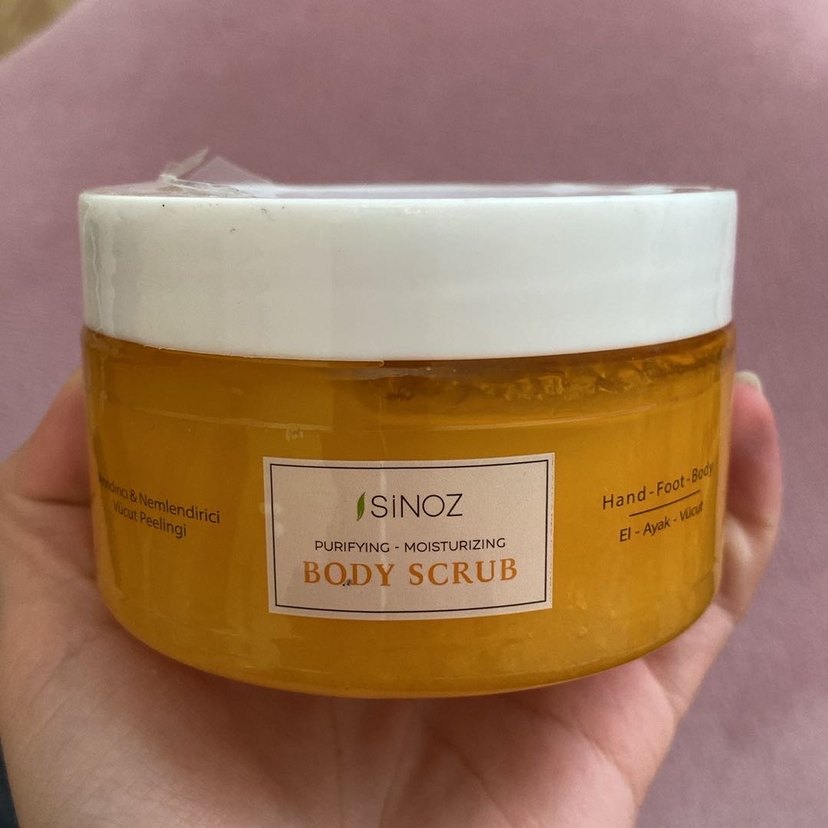 & Nemlendirici
Vücut Peelingi
SiNOZ
PURIFYING - MOISTURIZING
BODY SCRUB
Hand-Foot-Body
El - Ayak - Vücut